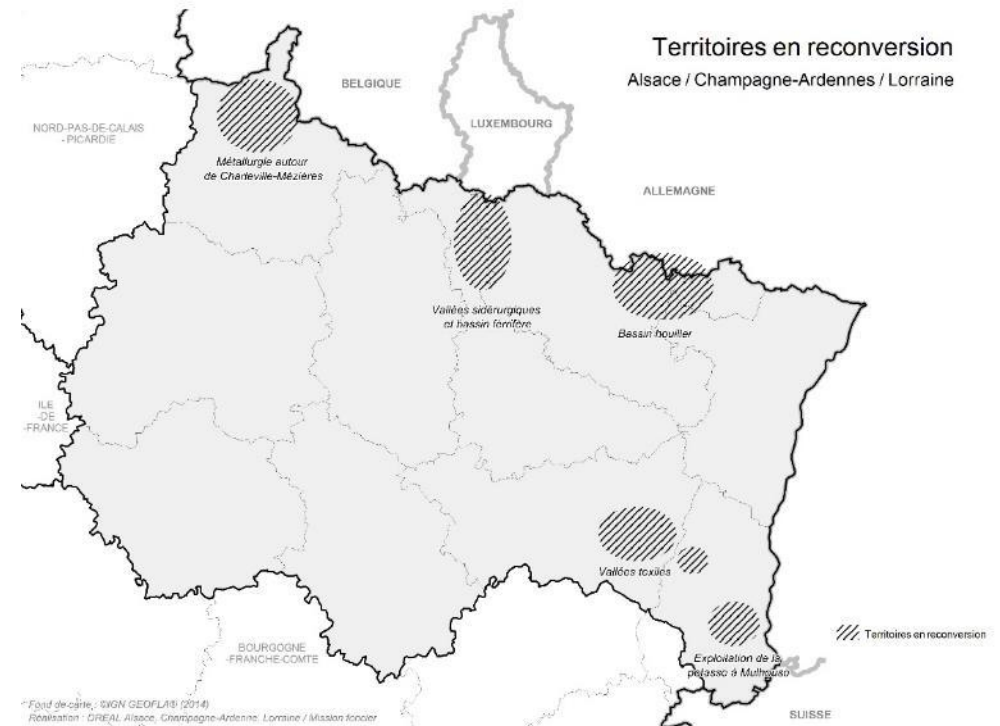 Territoires en reconversion
Alsace / Champagne-Ardennes / Lorraine
BELGIQUE
LUXEMBOURG
NORD-PAS-DE-CALAIS
- PICARDIE
ALLEMAGNE
Métallurgie autour
de Charleville-Mézières
Vallées sidérurgiques
et bassin ferrifère
Bassin houiller
ILE
-DE
-FRANCE
Vallées textiles
Territoires en reconversion
BOURGOGNE
-FRANCHE-COMTE
Exploitation de la
potasse à Mulhouse
SUISSE
Fond de carte : ©IGN GEOFLA® (2014)
Réalisation : DREAL Alsace, Champagne-Ardenne, Lorraine / Mission foncier